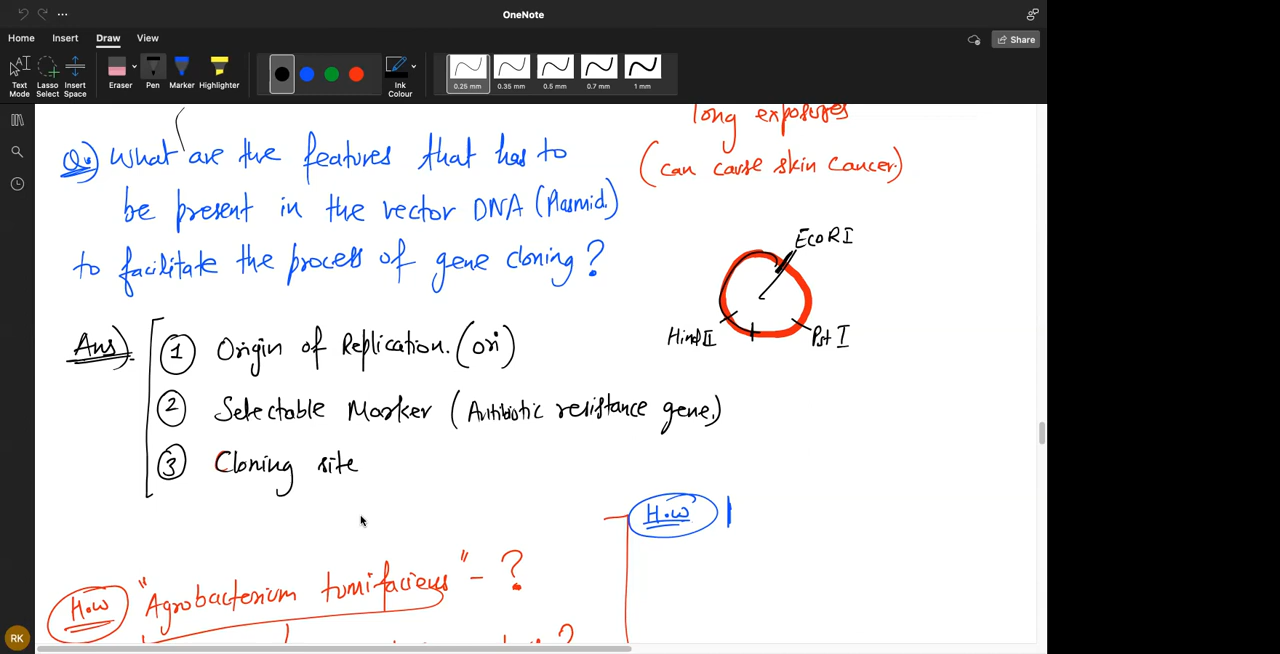 OneNote
Home Insert Draw View
Share
Text Mode
Lasso Select
Insert Space
Eraser
Pen
Marker
Highlighter
Ink Colour
0.25 mm
0.35 mm
0.5 mm
0.7 mm
1 mm
long exposures
(can cause skin cancer.)
Qu) What are the features that has to
be present in the vector DNA (Plasmid.)
to facilitate the process of gene cloning?
EcoRI
HindII
Pst I
Ans)
① Origin of Replication. (ori)
② Selectable Marker (Antibiotic resistance gene.)
③ Cloning site
H.W
H.W "Agrobacterium tumifaciens" - ?
RK